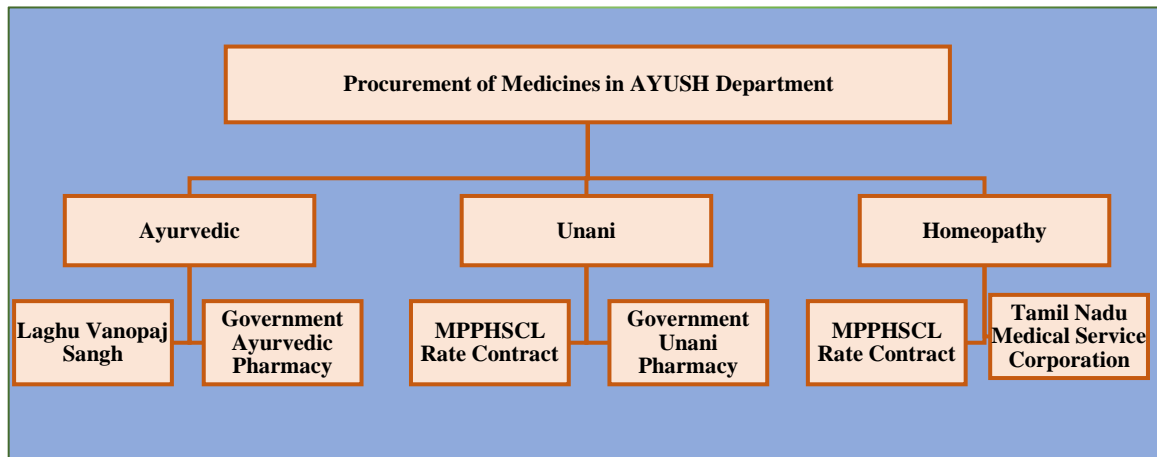 Procurement of Medicines in AYUSH Department
Ayurvedic
Unani
Homeopathy
Laghu Vanopaj
Sangh
Government
Ayurvedic
Pharmacy
MPPHSCL
Rate Contract
Government
Unani
Pharmacy
MPPHSCL
Rate Contract
Tamil Nadu
Medical Service
Corporation